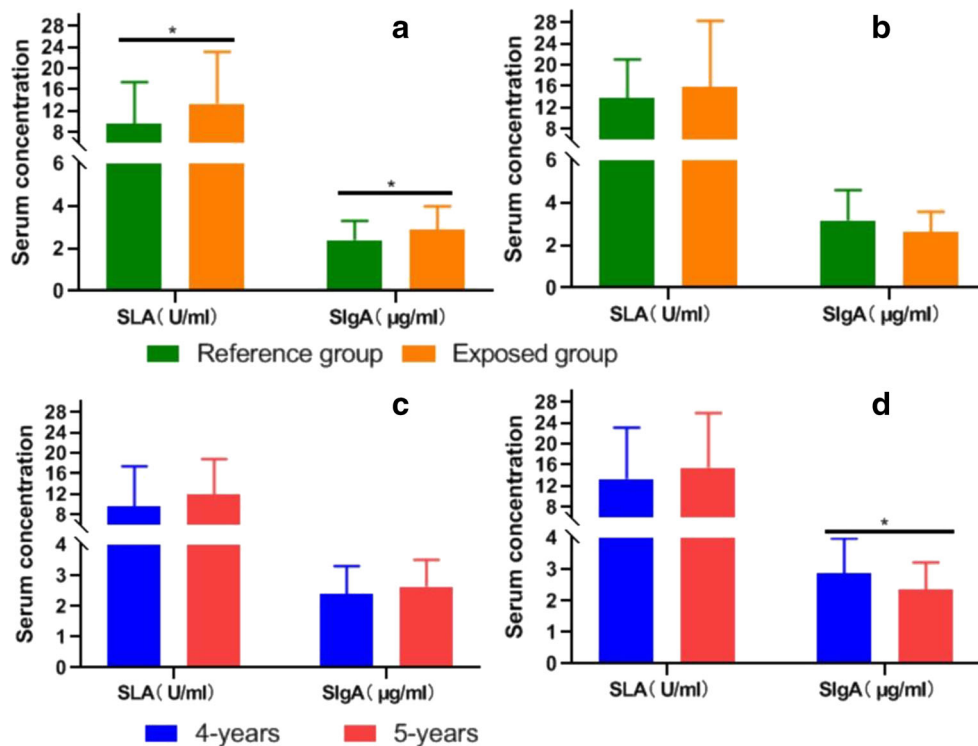 a
Serum concentration
28
24
20
16
12
8
6
4
2
0
*
*
SLA( U/ml)
SIgA( μg/ml)
b
Serum concentration
28
24
20
16
12
8
6
4
2
0
SLA( U/ml)
SIgA( μg/ml)
Reference group
Exposed group
c
Serum concentration
28
24
20
16
12
8
4
3
2
1
0
SLA( U/ml)
SIgA( μg/ml)
d
Serum concentration
28
24
20
16
12
8
4
3
2
1
0
*
SLA( U/ml)
SIgA( μg/ml)
4-years
5-years